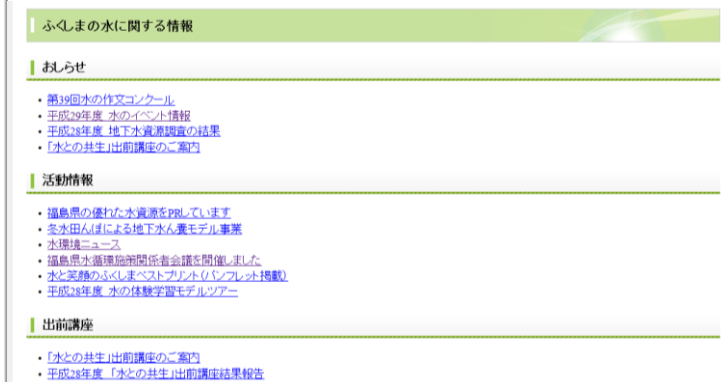 ふくしまの水に関する情報
おしらせ
・第39回水の作文コンクール
・平成29年度 水のイベント情報
・平成28年度 地下水資源調査の結果
・「水との共生」出前講座のご案内
活動情報
・福島県の優れた水資源をPRしています
・冬水田んぼによる地下水ん養モデル事業
・水環境ニュース
・福島県水循環施策関係者会議を開催しました
・水と笑顔のふくしまベストプリント(パンフレット掲載)
・平成28年度 水の体験学習モデルツアー
出前講座
・「水との共生」出前講座のご案内
・平成28年度 「水との共生」出前講座結果報告